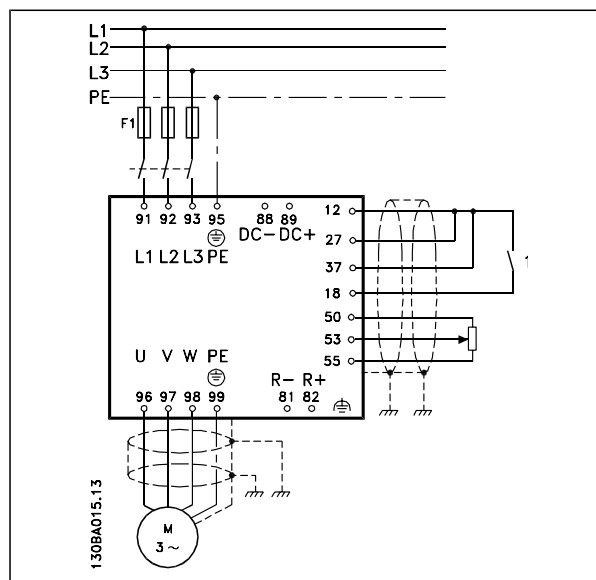 L1
L2
L3
PE
F1
91 92 93 95 88 89
DC- DC+
L1 L2 L3 PE
12
27
37
18
1
50
53
55
U V W PE
96 97 98 99
R- R+
81 82
M
3 ~
130BA015.13